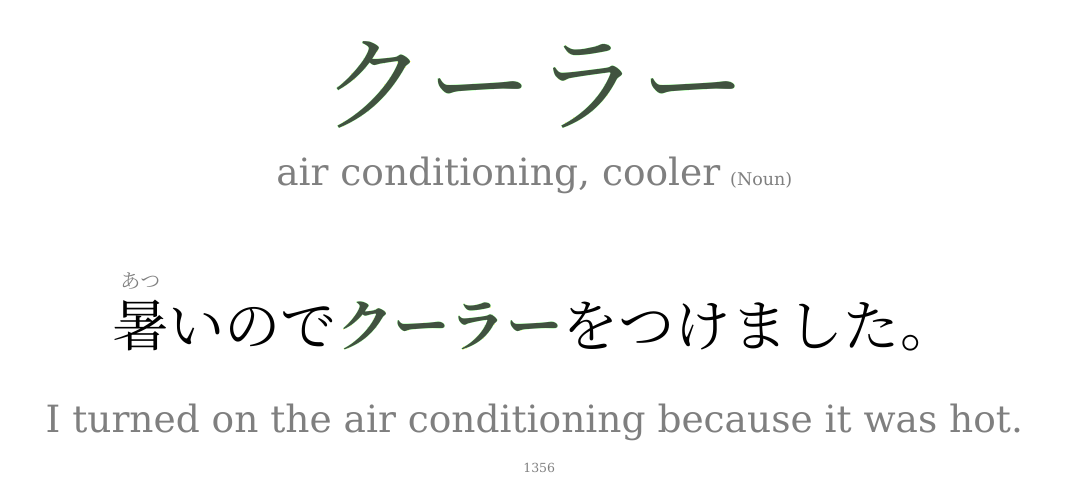 クーラー
air conditioning, cooler (Noun)
あつ
暑いのでクーラーをつけました。
I turned on the air conditioning because it was hot.
1356